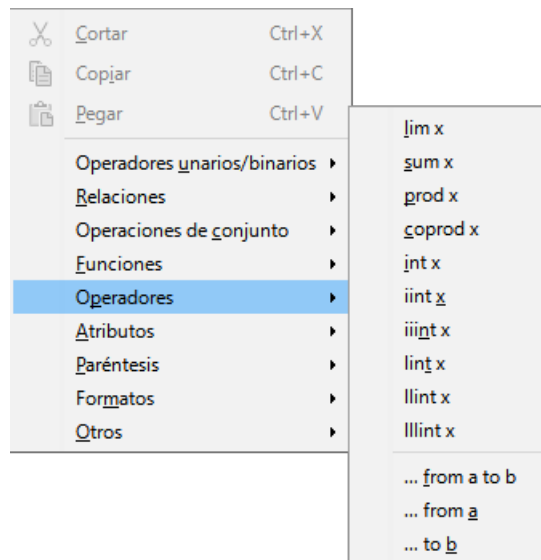 Cortar Ctrl+X
Copiar Ctrl+C
Pegar Ctrl+V
Operadores unarios/binarios
Relaciones
Operaciones de conjunto
Funciones
Operadores
Atributos
Paréntesis
Formatos
Otros
lim x
sum x
prod x
coprod x
int x
iint x
iiint x
lint x
llint x
lllint x
... from a to b
... from a
... to b